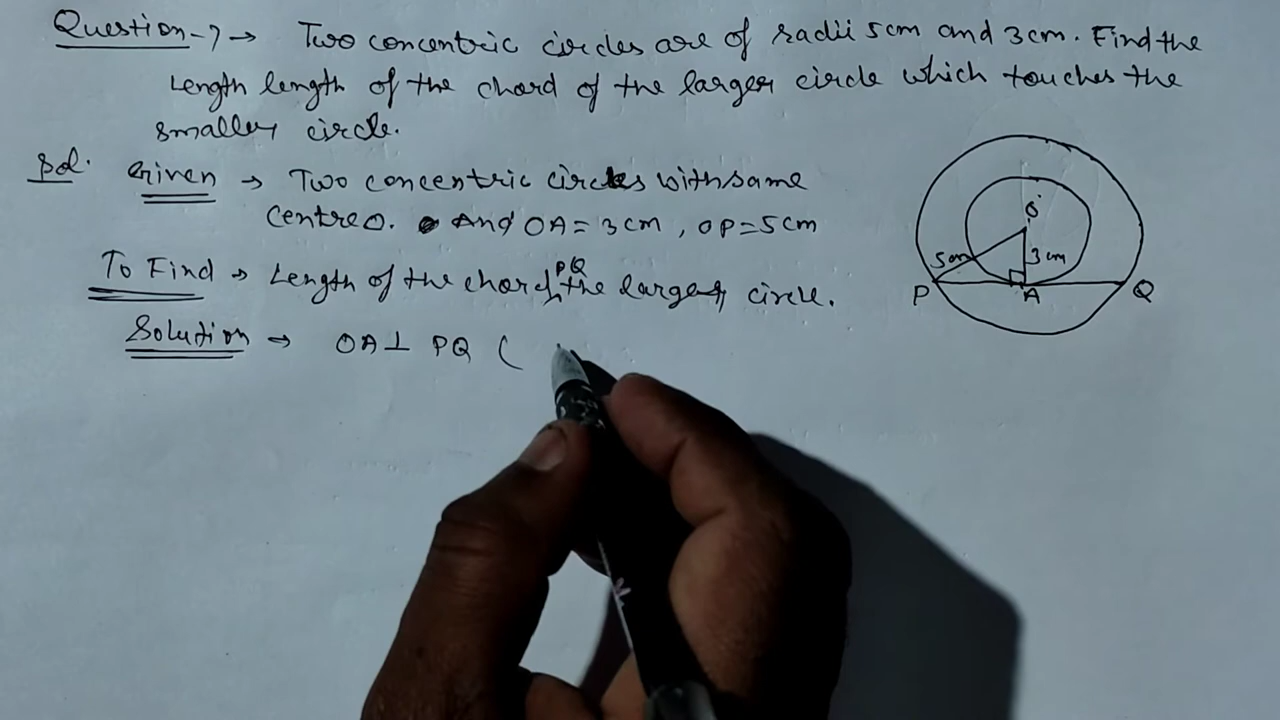 Question-7 → Two concentric circles are of radii 5cm and 3cm. Find the
Length length of the chord of the larger circle which touches the
smaller circle.
Sol. Given → Two concentric circles with same
Centre O. And OA = 3cm, OP = 5cm
To Find → Length of the chord PQ the larger circle.
Solution → OA ⊥ PQ (
O
5cm
3cm
P
A
Q